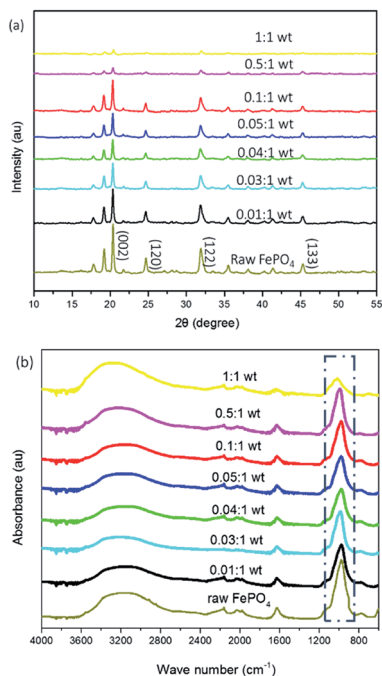 (a)
1:1 wt
0.5:1 wt
0.1:1 wt
0.05:1 wt
0.04:1 wt
0.03:1 wt
0.01:1 wt
Raw FePO4
(002)
(120)
(122)
(133)
Intensity (au)
10 15 20 25 30 35 40 45 50 55
2θ (degree)
(b)
1:1 wt
0.5:1 wt
0.1:1 wt
0.05:1 wt
0.04:1 wt
0.03:1 wt
0.01:1 wt
raw FePO4
Absorbance (au)
4000 3200 2400 1600 800
Wave number (cm⁻¹)